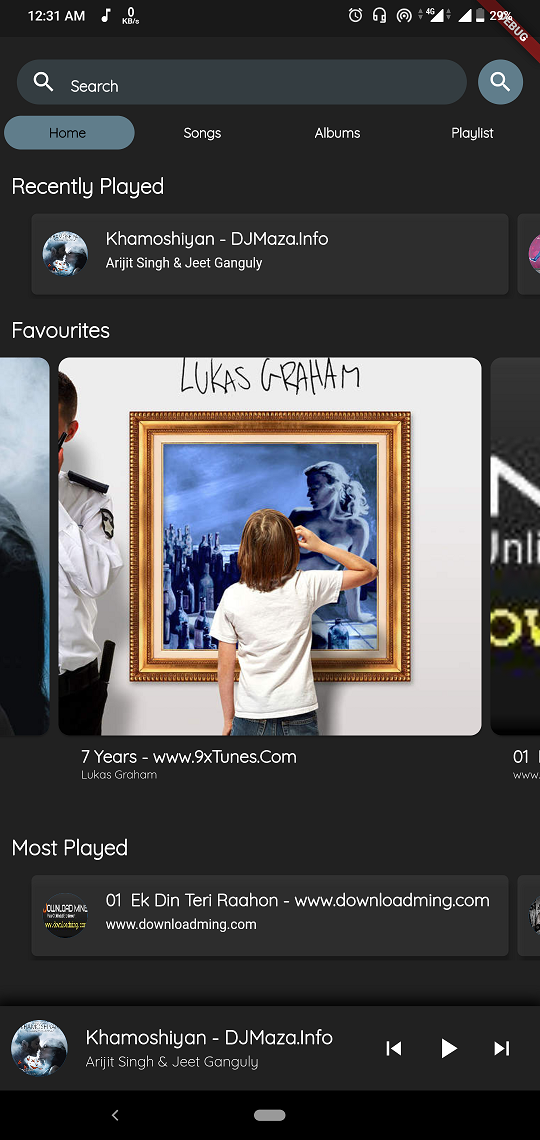 12:31 AM
0
KB/s
4G
29%
DEBUG
Search
Home
Songs
Albums
Playlist
Recently Played
Khamoshiyan - DJMaza.Info
Arijit Singh & Jeet Ganguly
Favourites
LUKAS GRAHAM
7 Years - www.9xTunes.Com
Lukas Graham
01
www.
Most Played
01 Ek Din Teri Raahon - www.downloadming.com
www.downloadming.com
Khamoshiyan - DJMaza.Info
Arijit Singh & Jeet Ganguly